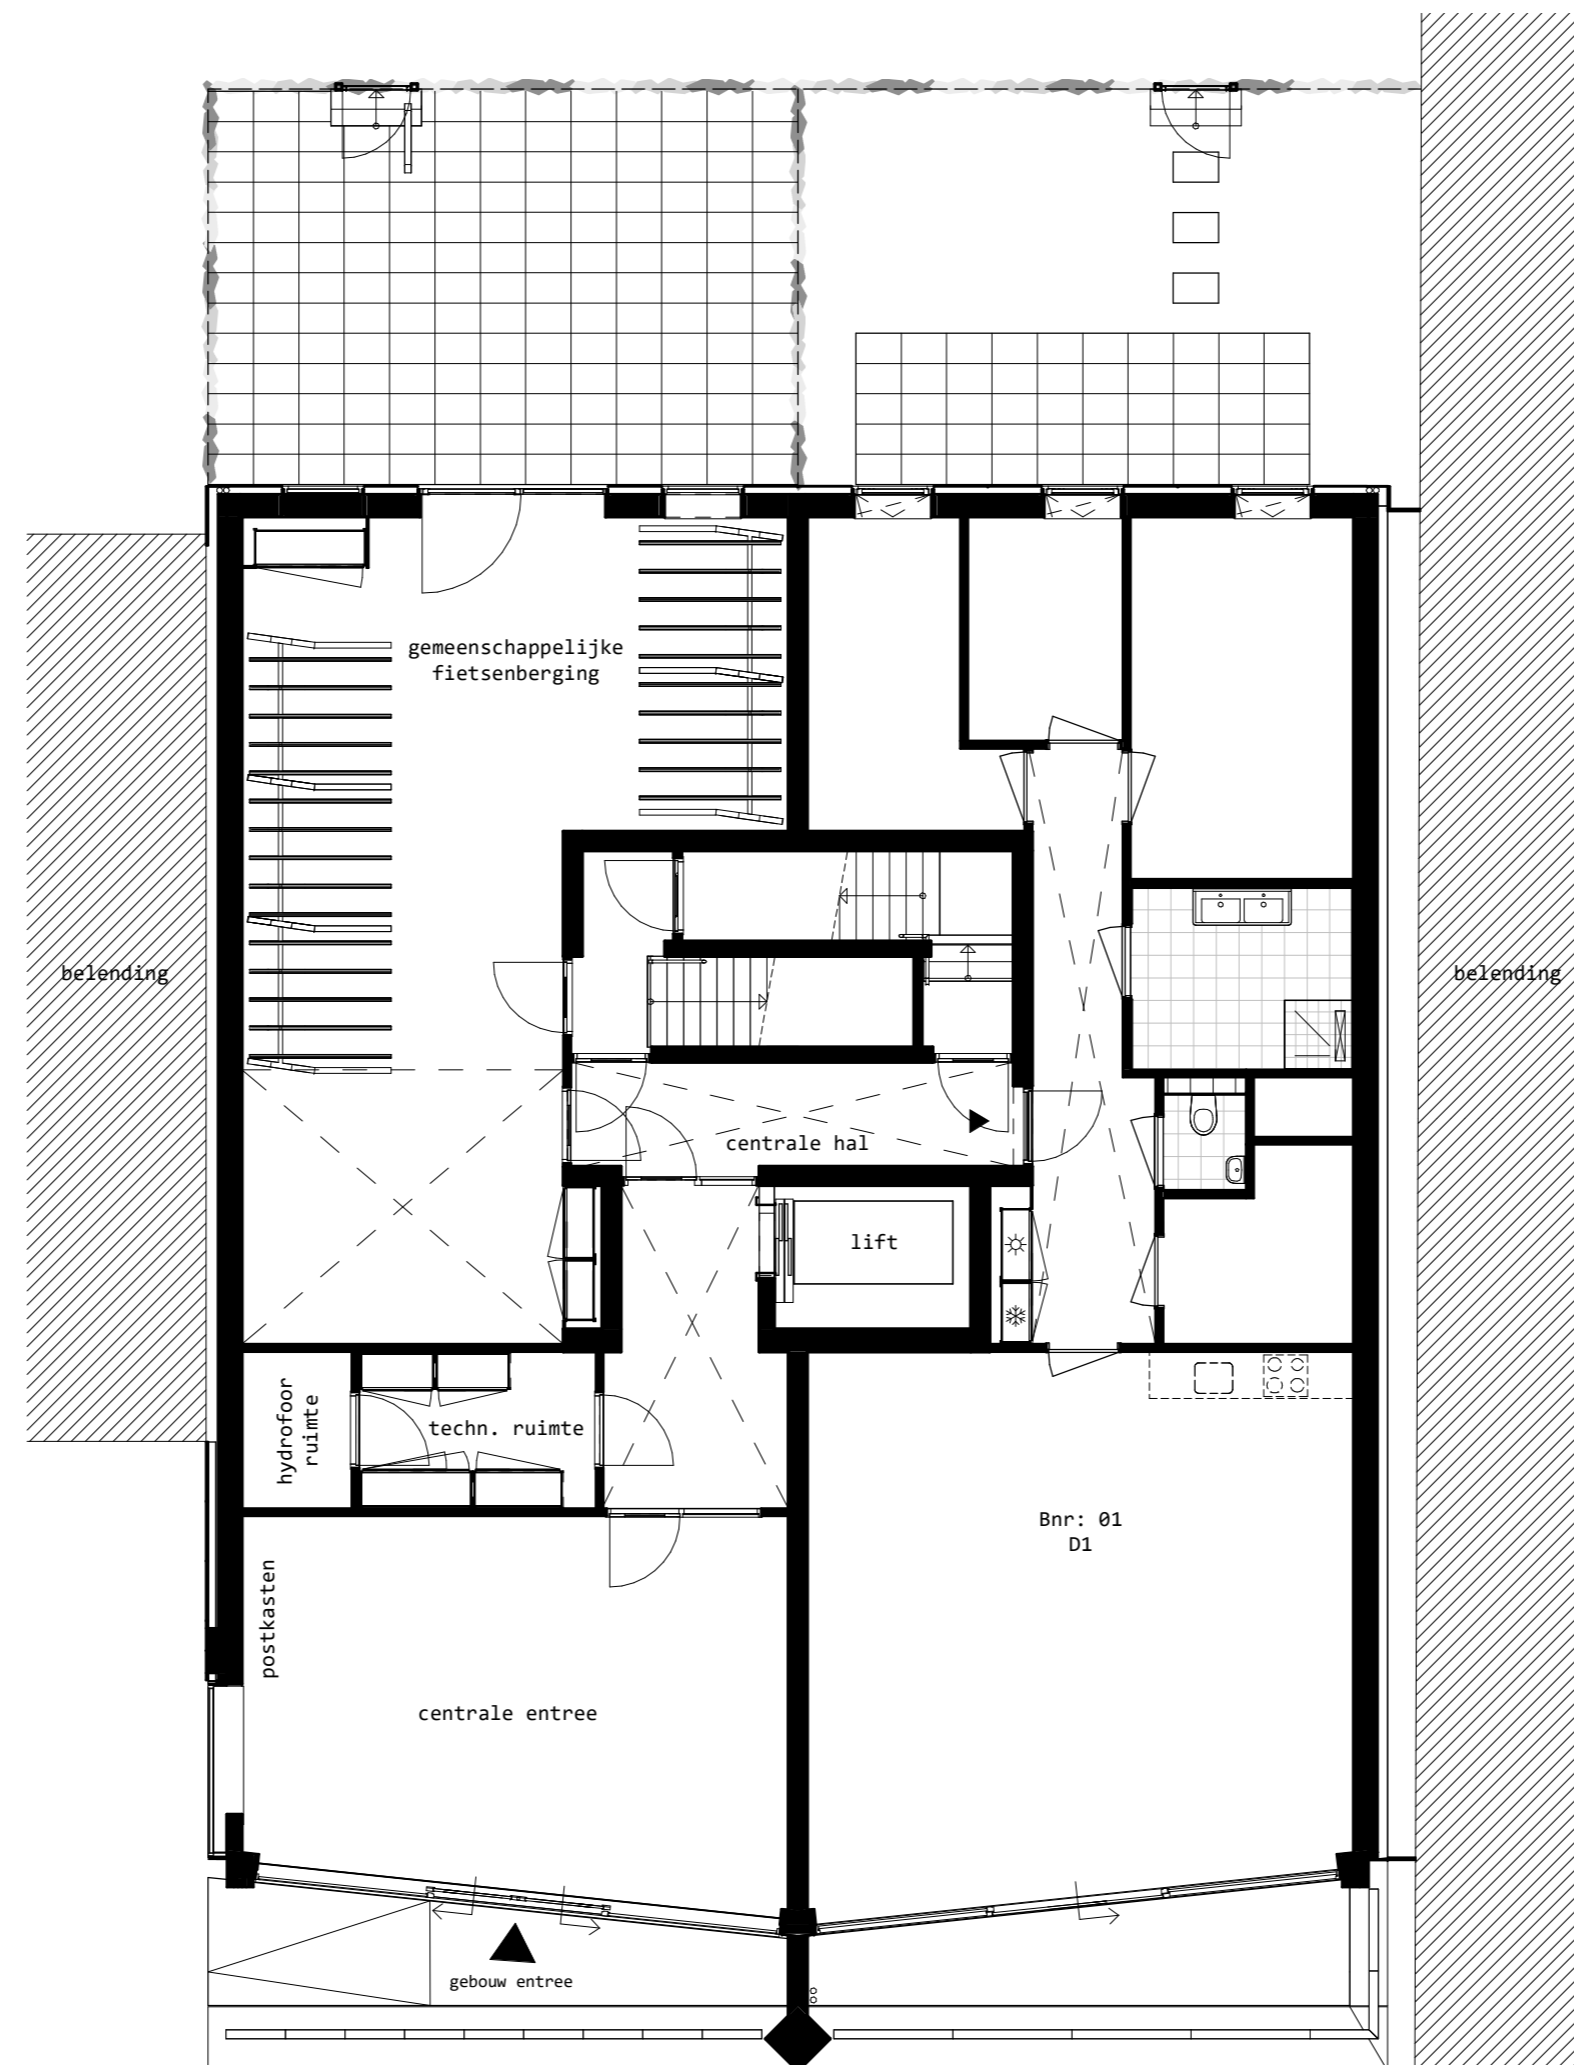 gemeenschappelijke
fietsenberging
belending
belending
centrale hal
lift
hydrofoor
ruimte
techn. ruimte
Bnr: 01
D1
postkasten
centrale entree
gebouw entree